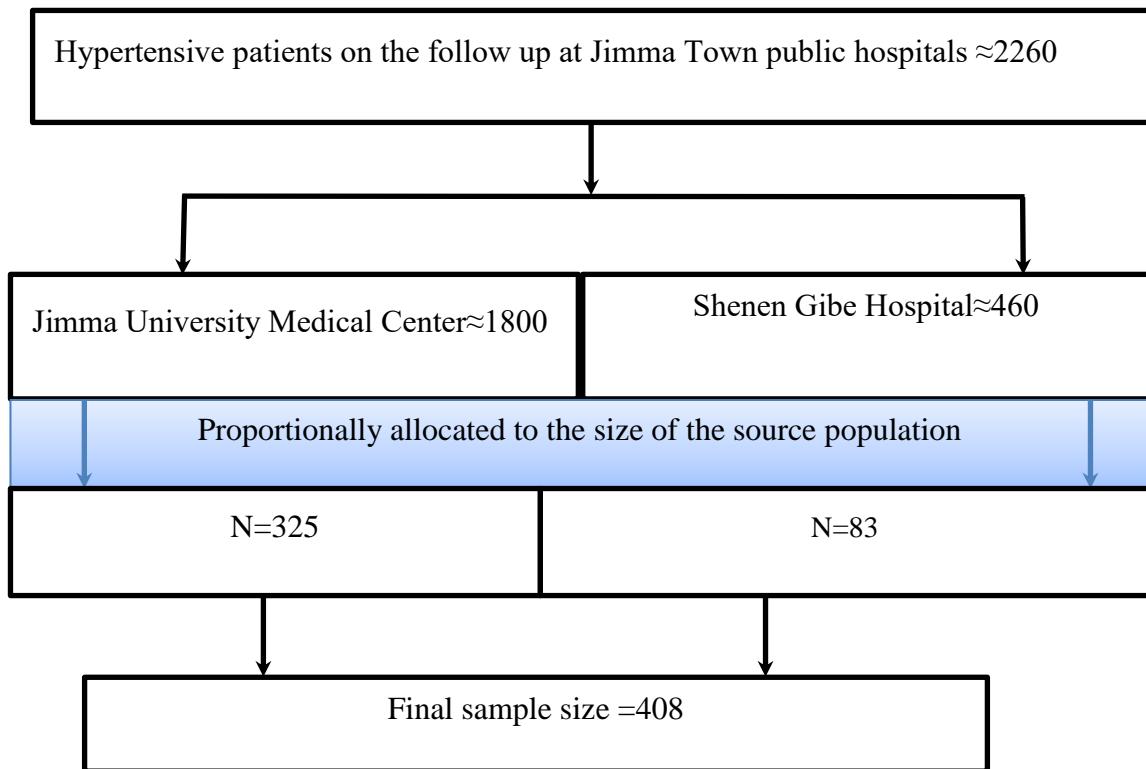 Hypertensive patients on the follow up at Jimma Town public hospitals ≈2260
Jimma University Medical Center≈1800
Shenen Gibe Hospital≈460
Proportionally allocated to the size of the source population
N=325
N=83
Final sample size =408